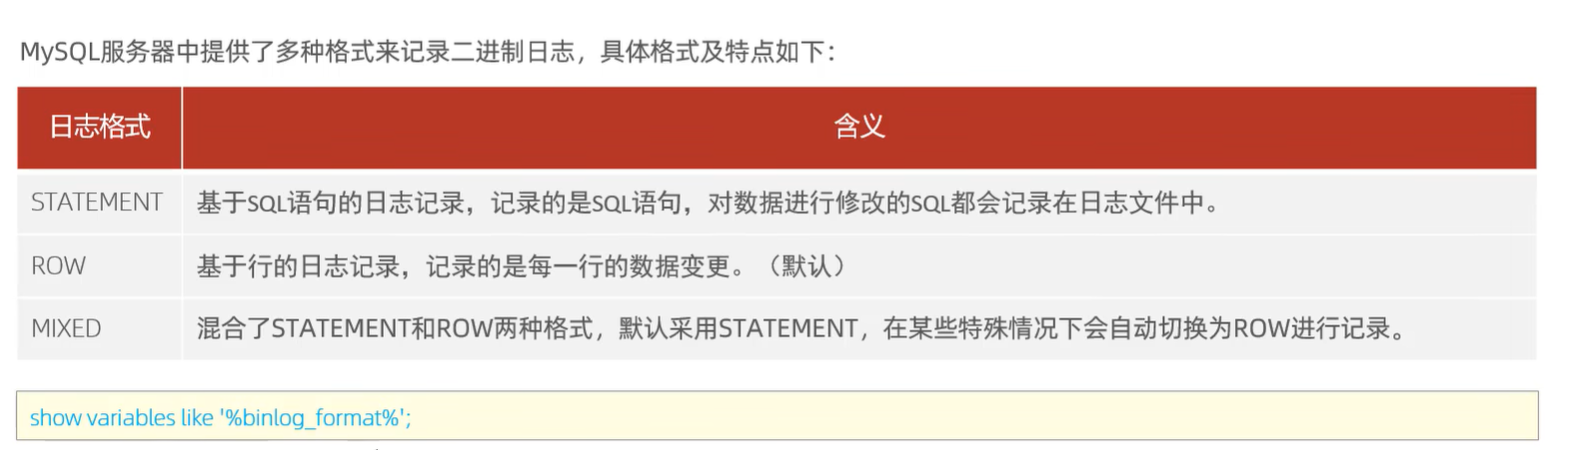 MySQL服务器中提供了多种格式来记录二进制日志，具体格式及特点如下：
日志格式 含义
STATEMENT 基于SQL语句的日志记录，记录的是SQL语句，对数据进行修改的SQL都会记录在日志文件中。
ROW 基于行的日志记录，记录的是每一行的数据变更。（默认）
MIXED 混合了STATEMENT和ROW两种格式，默认采用STATEMENT，在某些特殊情况下会自动切换为ROW进行记录。
show variables like '%binlog_format%';